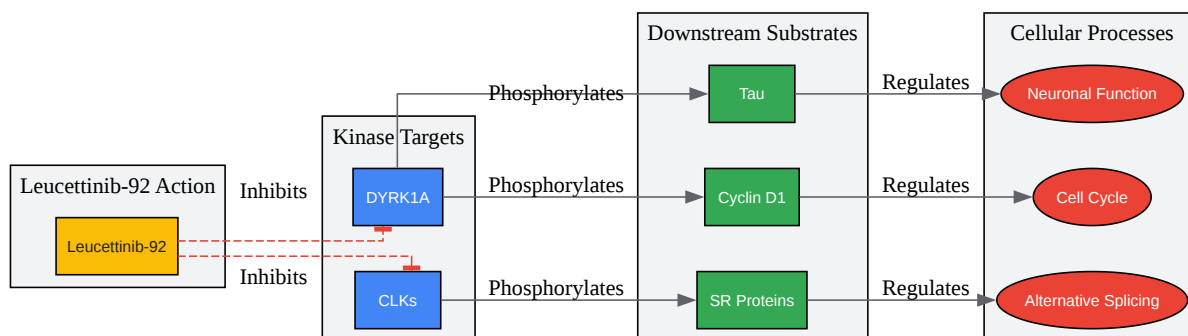 Downstream Substrates
Cellular Processes
Phosphorylates
Tau
Regulates
Neuronal Function
Kinase Targets
Leucettinib-92 Action
Inhibits
DYRK1A
Phosphorylates
Cyclin D1
Regulates
Cell Cycle
Leucettinib-92
Inhibits
CLKs
Phosphorylates
SR Proteins
Regulates
Alternative Splicing